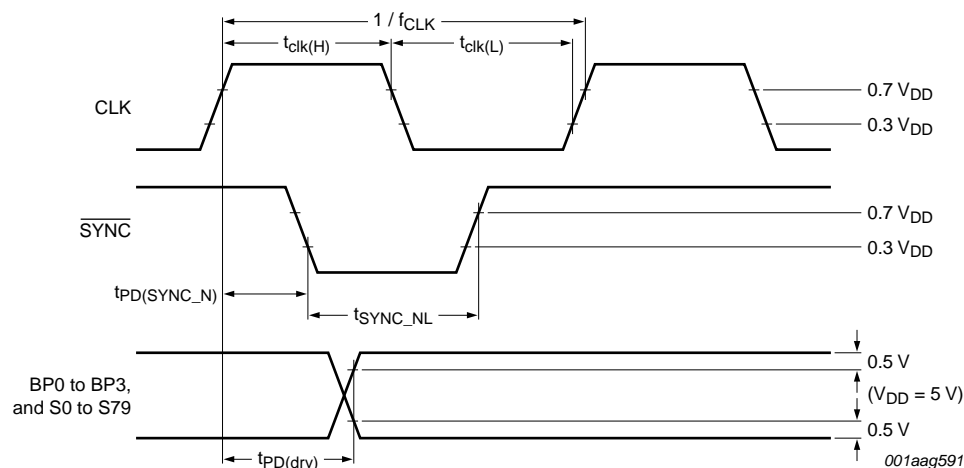 1 / fCLK
tclk(H)
tclk(L)
CLK
0.7 VDD
0.3 VDD
SYNC
0.7 VDD
0.3 VDD
tPD(SYNC_N)
tSYNC_NL
BP0 to BP3,
and S0 to S79
0.5 V
(VDD = 5 V)
0.5 V
tPD(drv)
001aag591